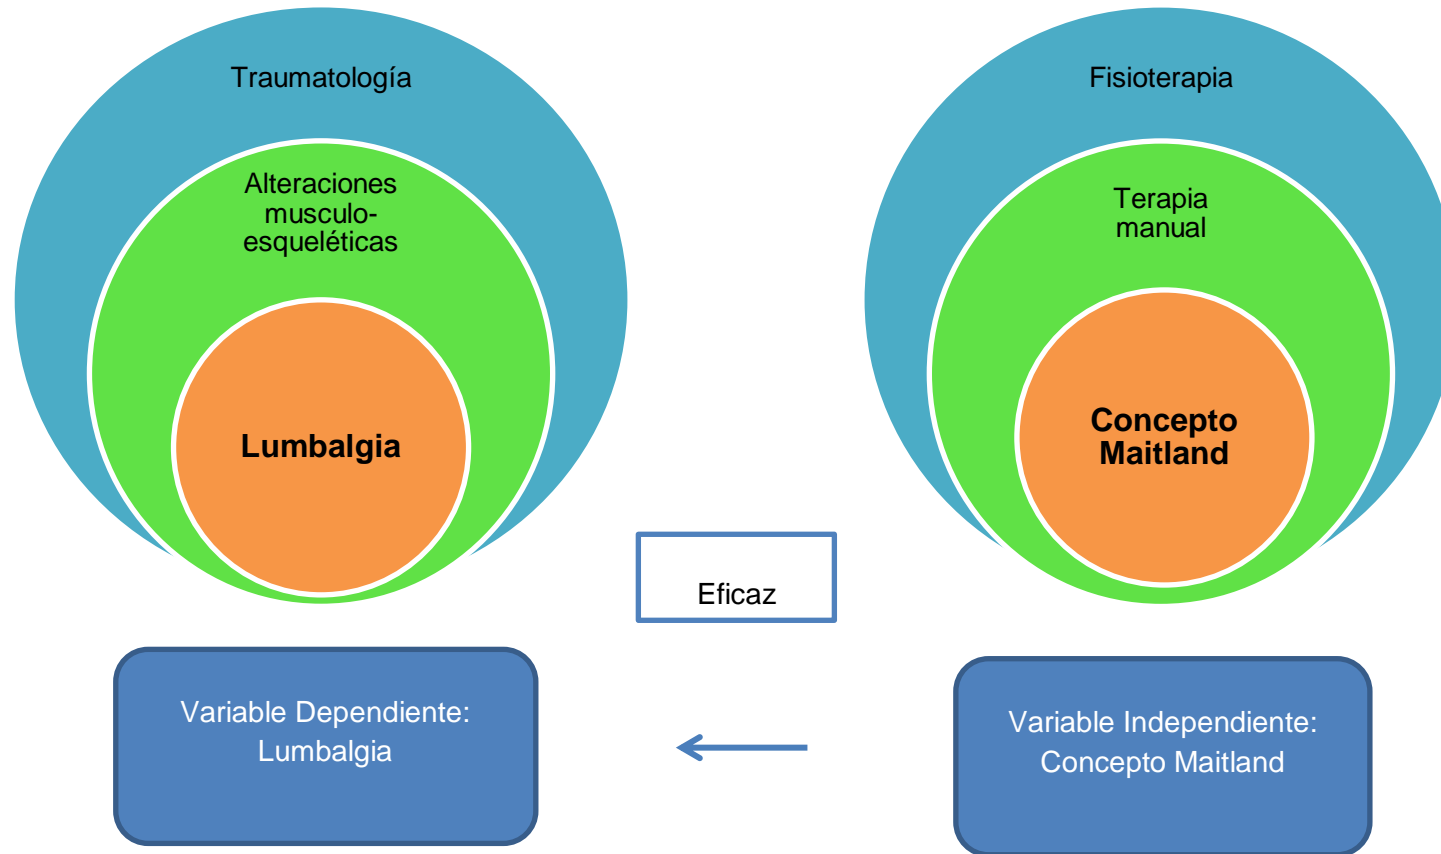 Traumatología
Alteraciones
musculo-
esqueléticas
Lumbalgia
Fisioterapia
Terapia
manual
Concepto
Maitland
Eficaz
Variable Dependiente:
Lumbalgia
Variable Independiente:
Concepto Maitland